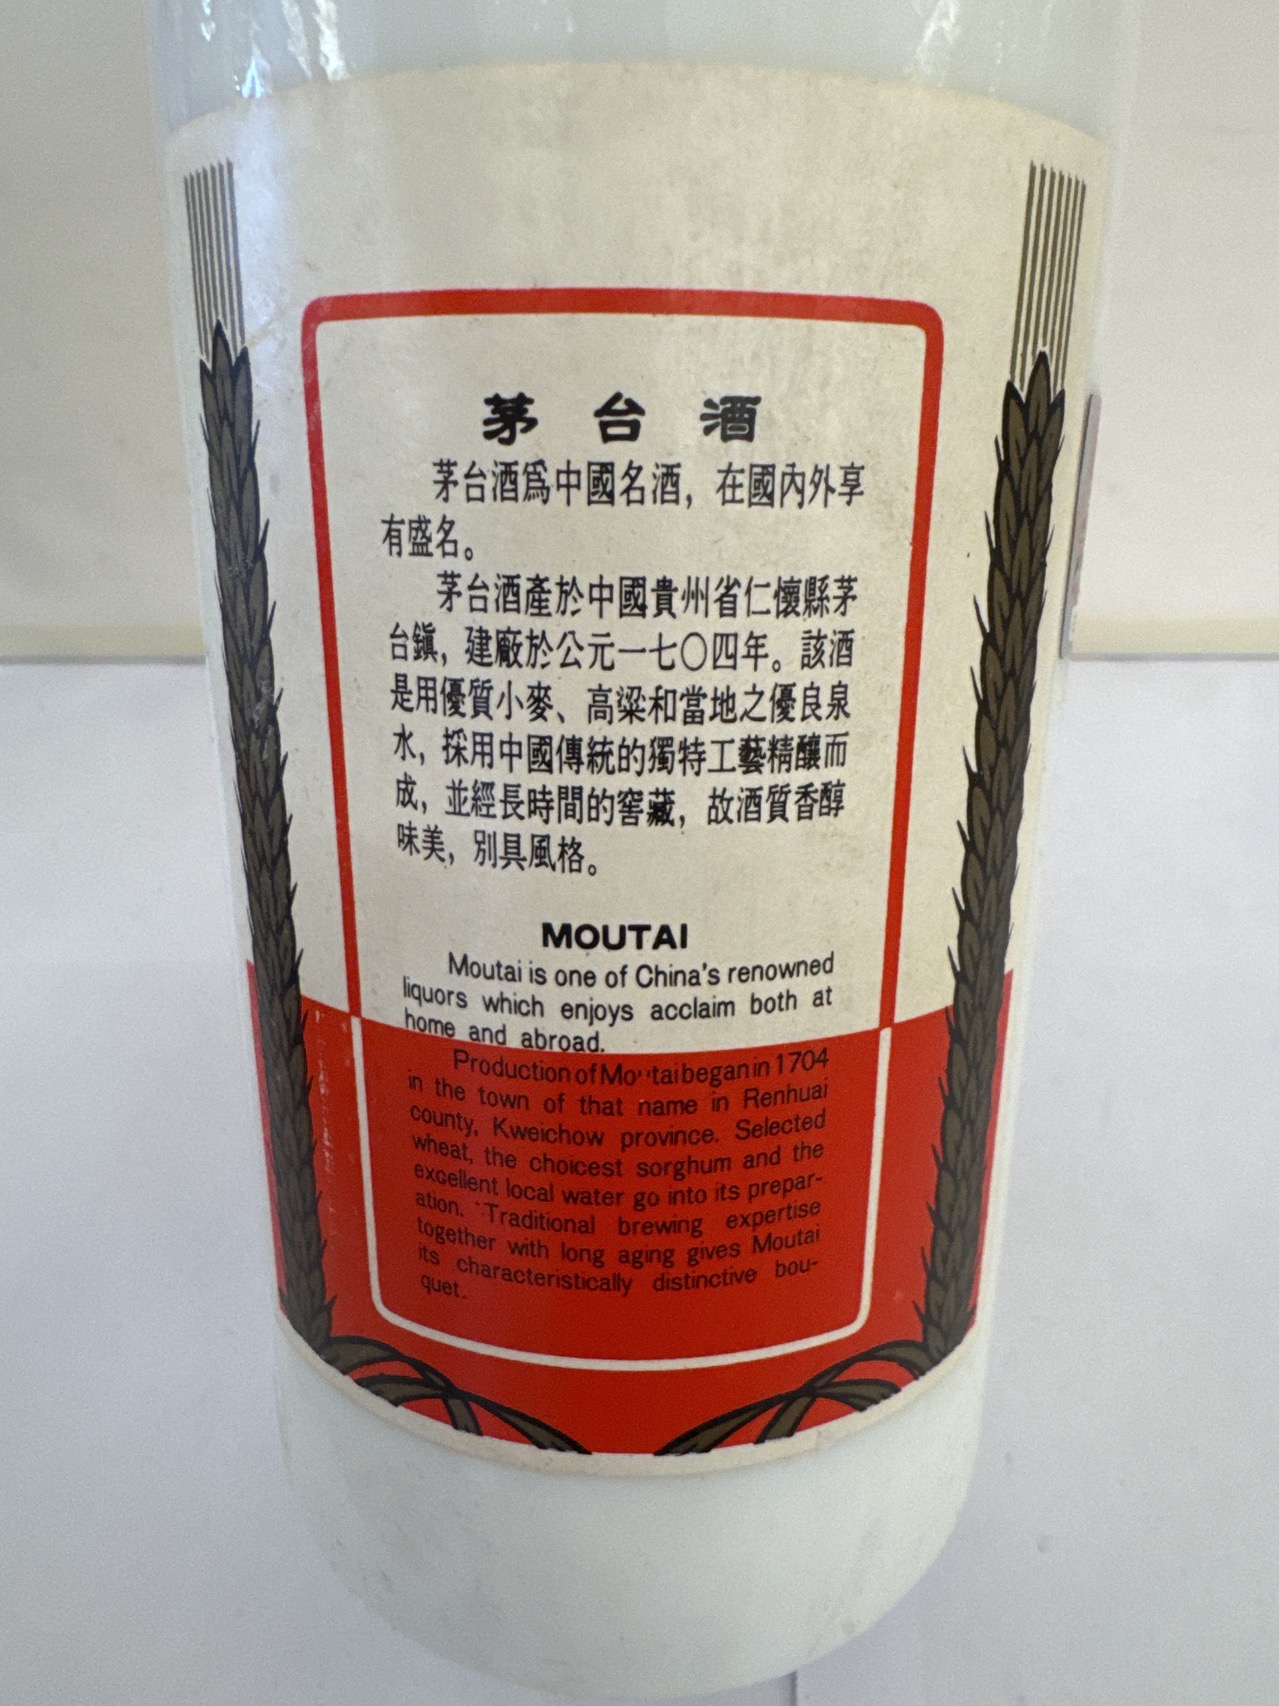 茅台酒
茅台酒爲中國名酒，在國內外享
有盛名。
茅台酒產於中國貴州省仁懷縣茅
台鎭，建廠於公元一七〇四年。該酒
是用優質小麥、高粱和當地之優良泉
水，採用中國傳統的獨特工藝精釀而
成，並經長時間的窖藏，故酒質香醇
味美，別具風格。
MOUTAI
Moutai is one of China's renowned
liquors which enjoys acclaim both at
home and abroad.
Production of Moutai began in 1704
in the town of that name in Renhuai
county, Kweichow province. Selected
wheat, the choicest sorghum and the
excellent local water go into its prepar-
ation. Traditional brewing expertise
together with long aging gives Moutai
its characteristically distinctive bou-
quet.